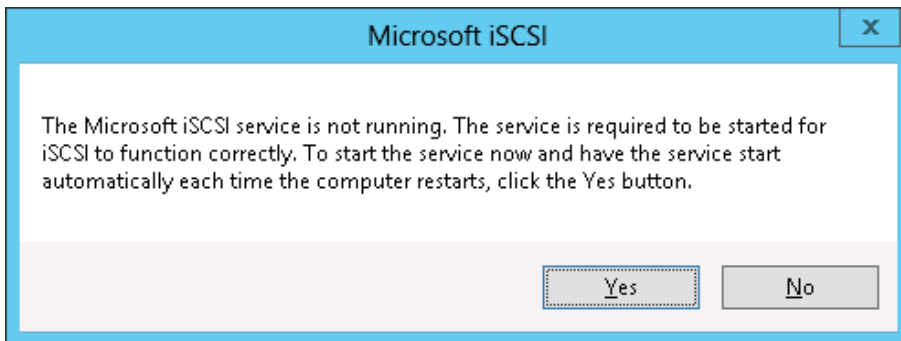 Microsoft iSCSI
x
The Microsoft iSCSI service is not running. The service is required to be started for
iSCSI to function correctly. To start the service now and have the service start
automatically each time the computer restarts, click the Yes button.
Yes
No